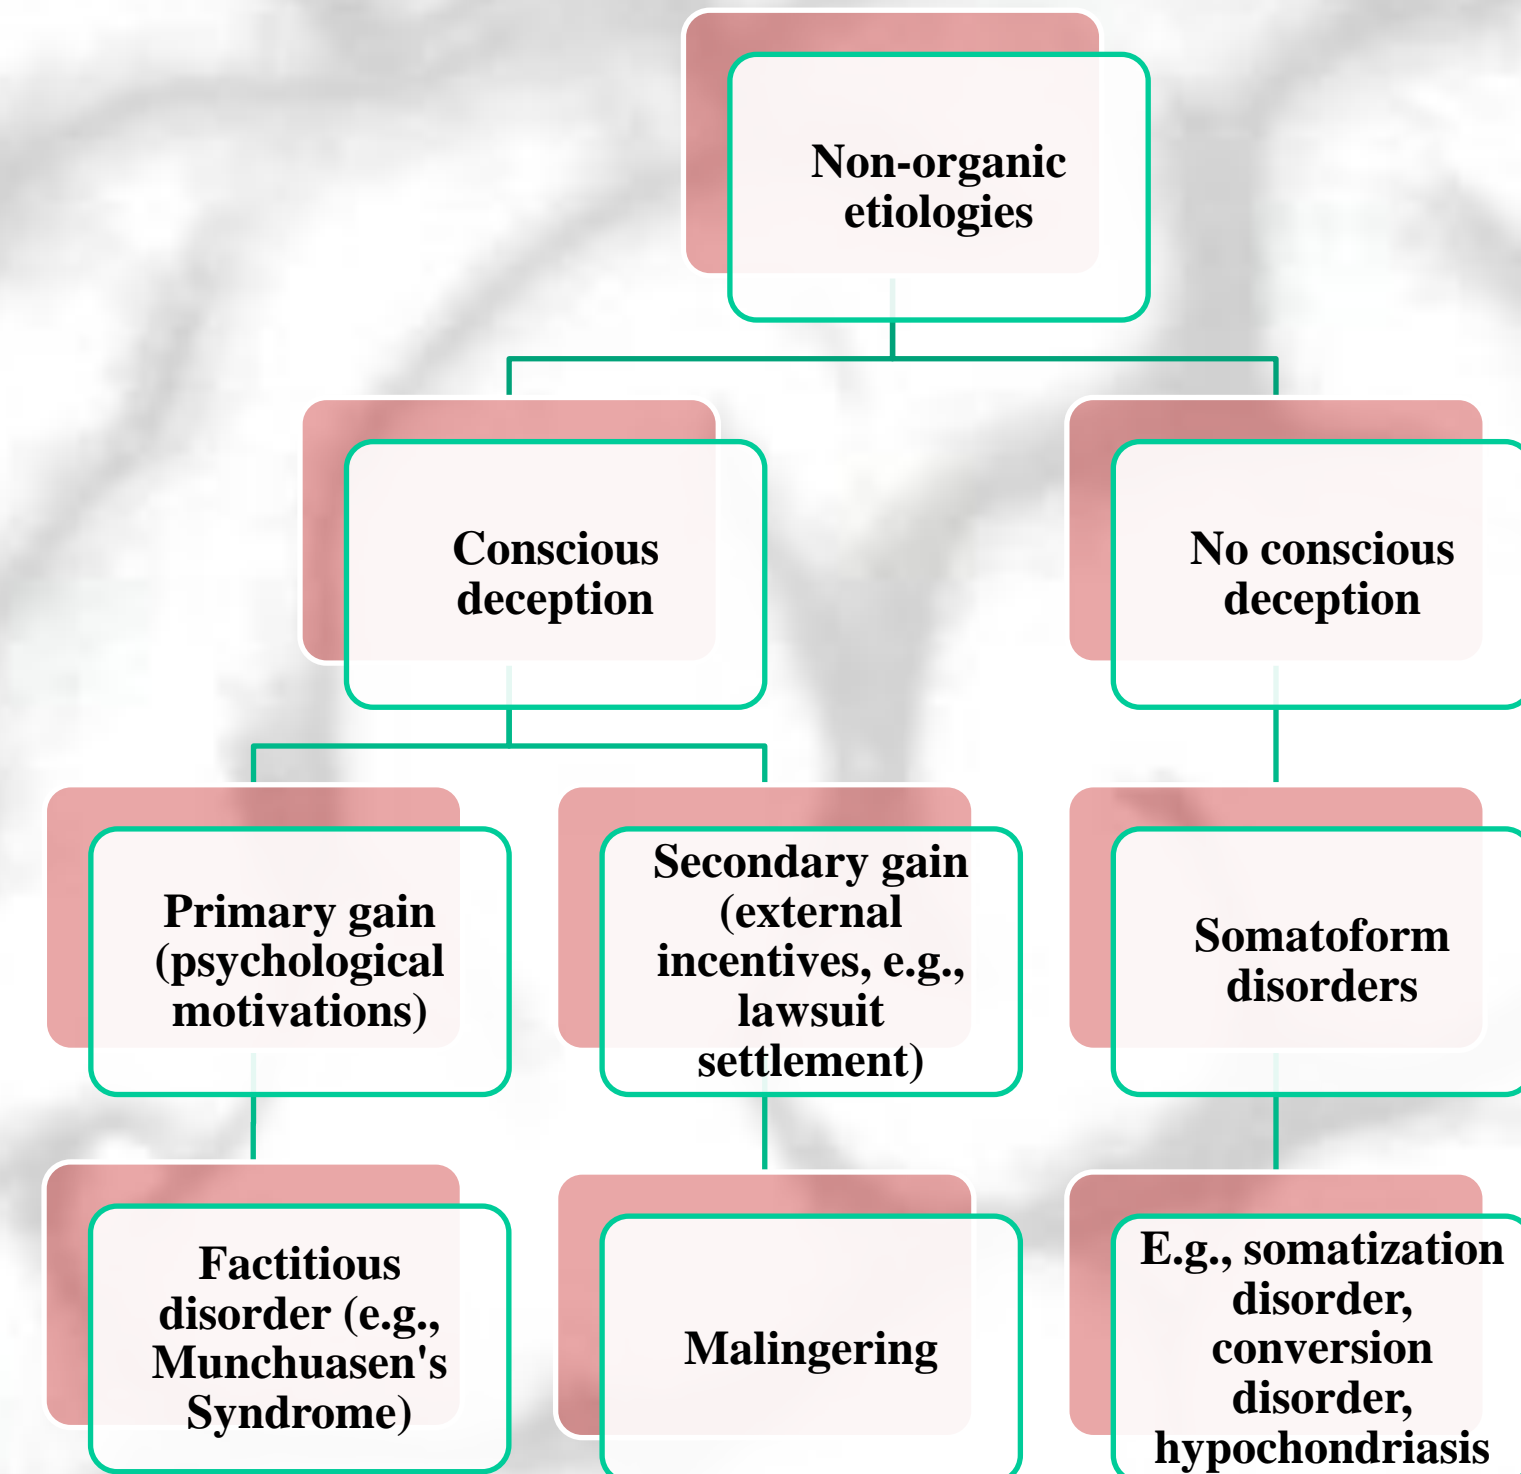 Non-organic
etiologies
Conscious
deception
No conscious
deception
Primary gain
(psychological
motivations)
Secondary gain
(external
incentives, e.g.,
lawsuit
settlement)
Somatoform
disorders
Factitious
disorder (e.g.,
Munchuasen's
Syndrome)
Malingering
E.g., somatization
disorder,
conversion
disorder,
hypochondriasis